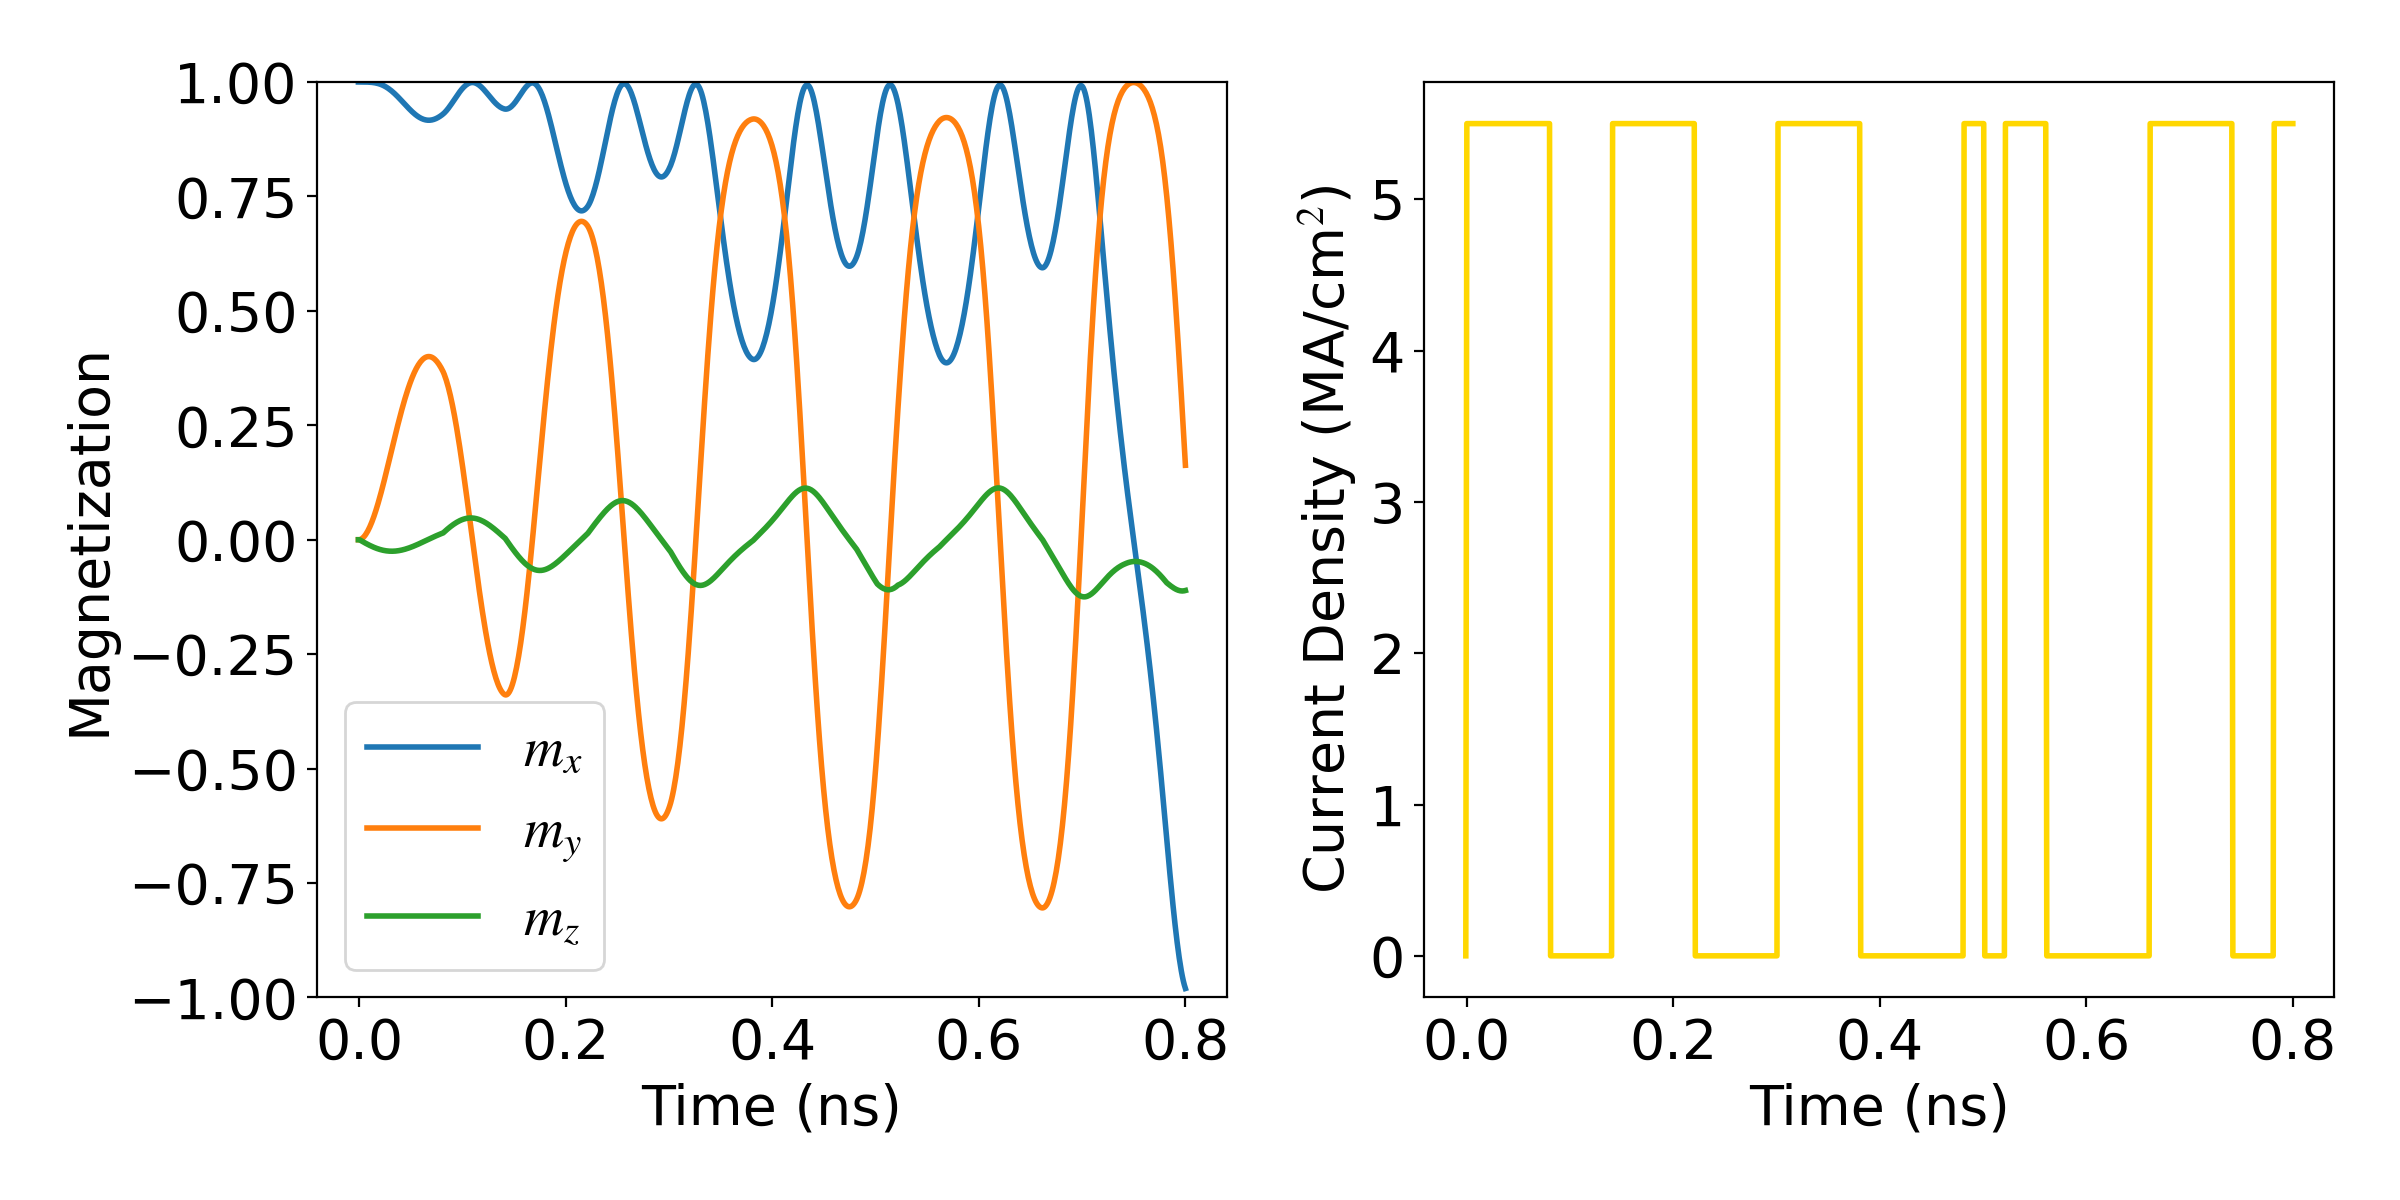 1.00
0.75
0.50
0.25
0.00
−0.25
−0.50
−0.75
−1.00
Magnetization
m_x
m_y
m_z
0.0 0.2 0.4 0.6 0.8
Time (ns)
5
4
3
2
1
0
Current Density (MA/cm²)
0.0 0.2 0.4 0.6 0.8
Time (ns)